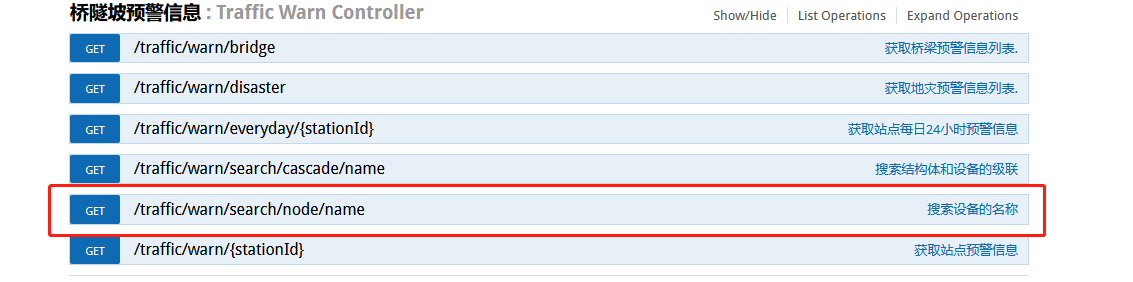 桥隧坡预警信息 : Traffic Warn Controller Show/Hide List Operations Expand Operations
GET /traffic/warn/bridge 获取桥梁预警信息列表.
GET /traffic/warn/disaster 获取地灾预警信息列表.
GET /traffic/warn/everyday/{stationId} 获取站点每日24小时预警信息
GET /traffic/warn/search/cascade/name 搜索结构体和设备的级联
GET /traffic/warn/search/node/name 搜索设备的名称
GET /traffic/warn/{stationId} 获取站点预警信息